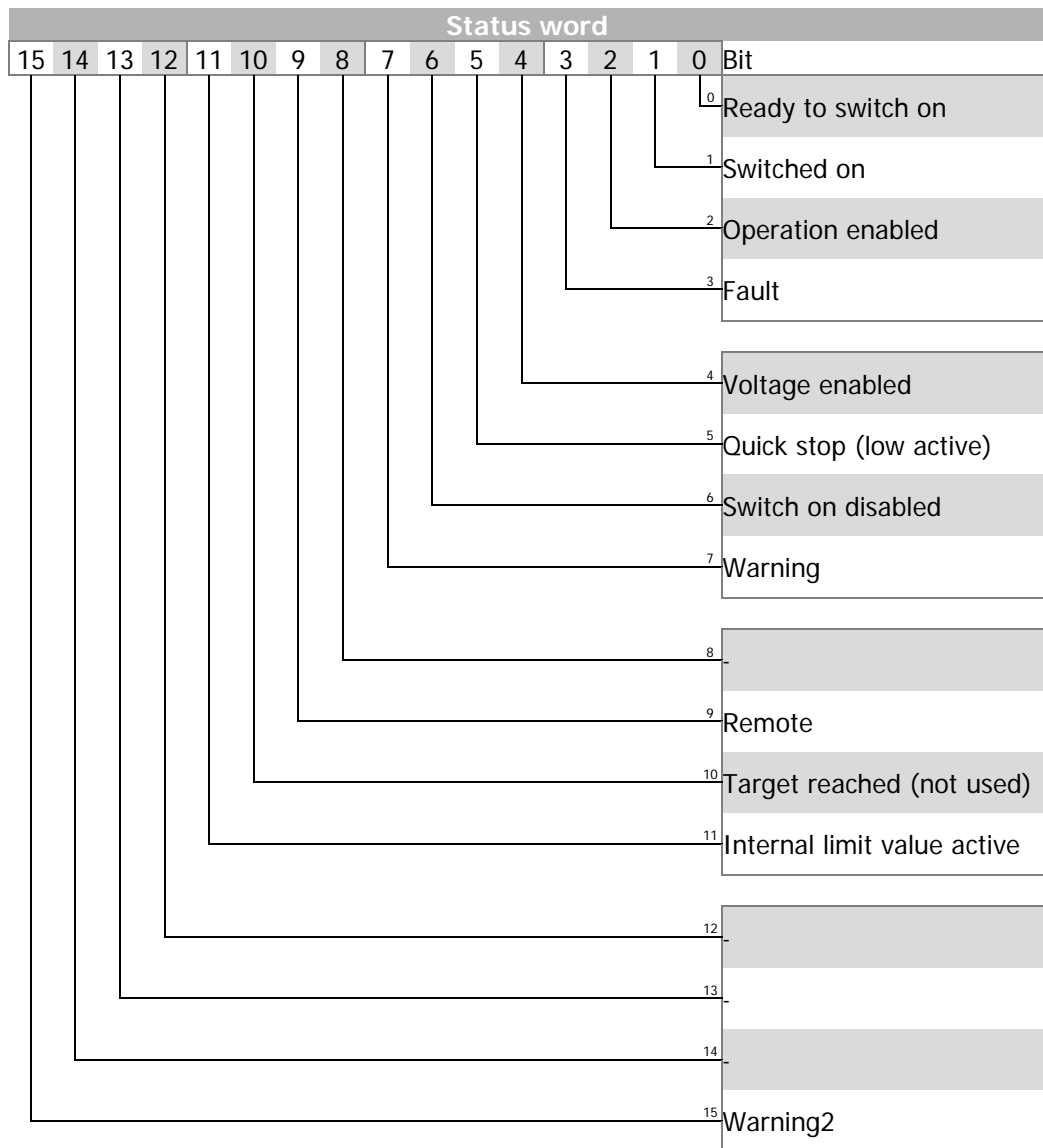 Status word
15 14 13 12 11 10 9 8 7 6 5 4 3 2 1 0 Bit
0 Ready to switch on
1 Switched on
2 Operation enabled
3 Fault
4 Voltage enabled
5 Quick stop (low active)
6 Switch on disabled
7 Warning
8 -
9 Remote
10 Target reached (not used)
11 Internal limit value active
12 -
13 -
14 -
15 Warning2